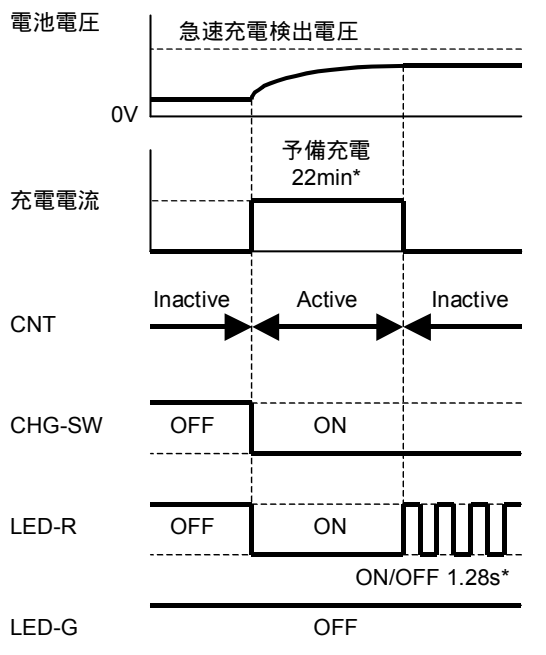 電池電圧
急速充電検出電圧
0V
予備充電
22min*
充電電流
Inactive Active Inactive
CNT
CHG-SW OFF ON
LED-R OFF ON
ON/OFF 1.28s*
LED-G OFF